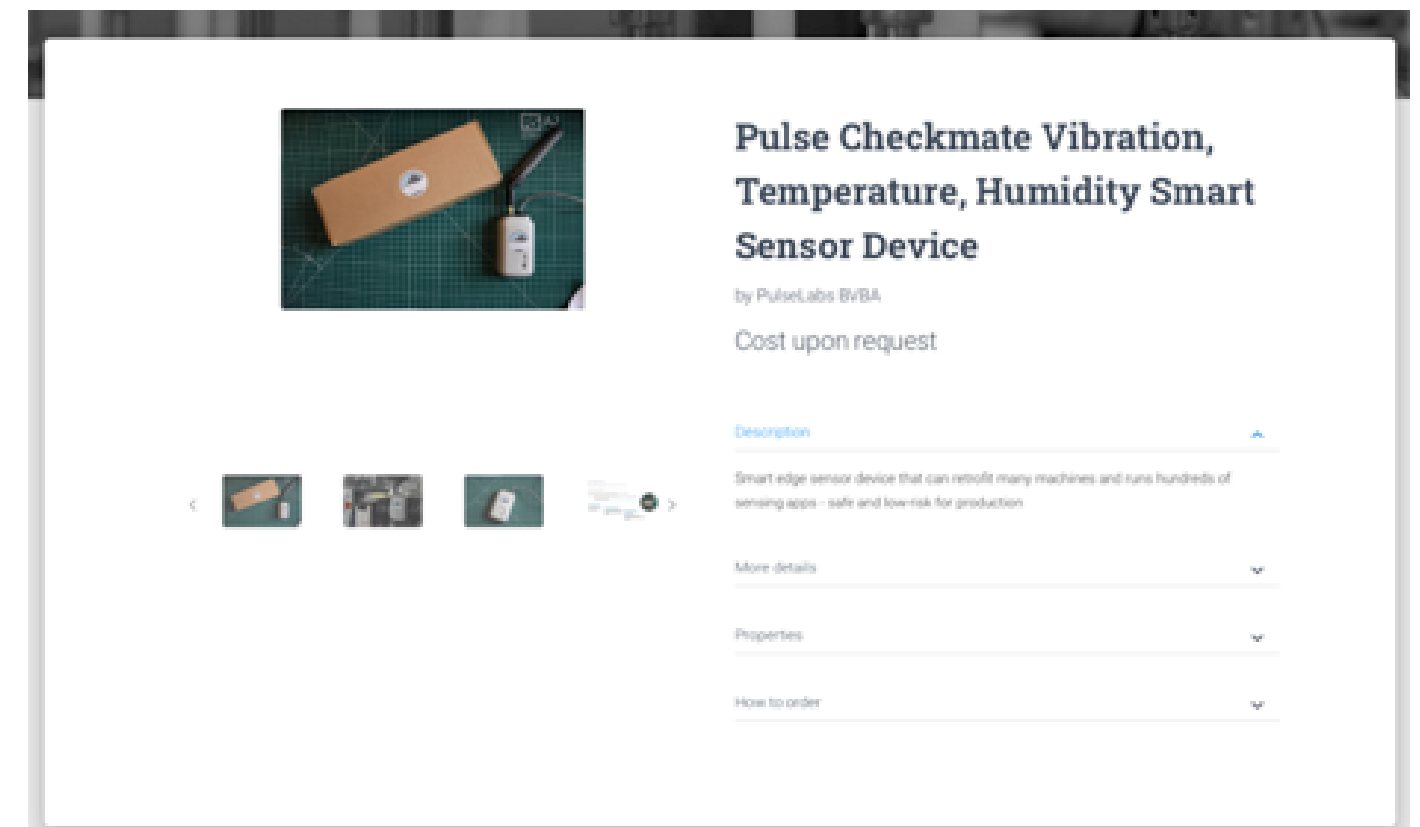 Pulse Checkmate Vibration,
Temperature, Humidity Smart
Sensor Device
by PulseLabs BVBA
Cost upon request
Description
Smart edge sensor device that can retrofit many machines and runs hundreds of
sensing apps - safe and low-risk for production
More details
Properties
How to order